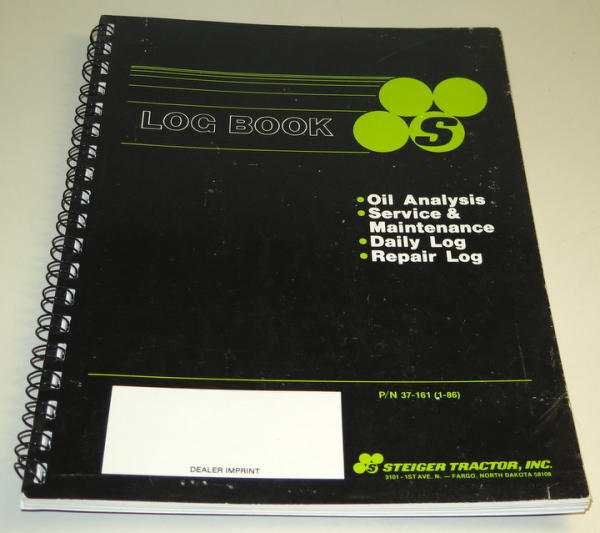 LOG BOOK
S
• Oil Analysis
• Service &
Maintenance
• Daily Log
• Repair Log
P/N 37-161 (1-86)
DEALER IMPRINT
S STEIGER TRACTOR, INC.
3101 - 1ST AVE. N. — FARGO, NORTH DAKOTA 58108